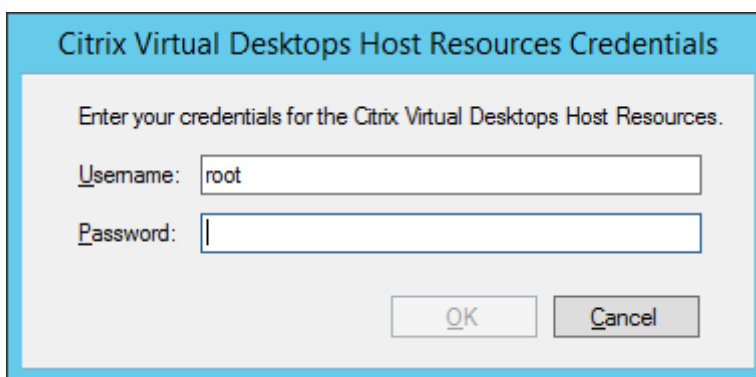 Citrix Virtual Desktops Host Resources Credentials
Enter your credentials for the Citrix Virtual Desktops Host Resources.
Username: root
Password:
OK Cancel